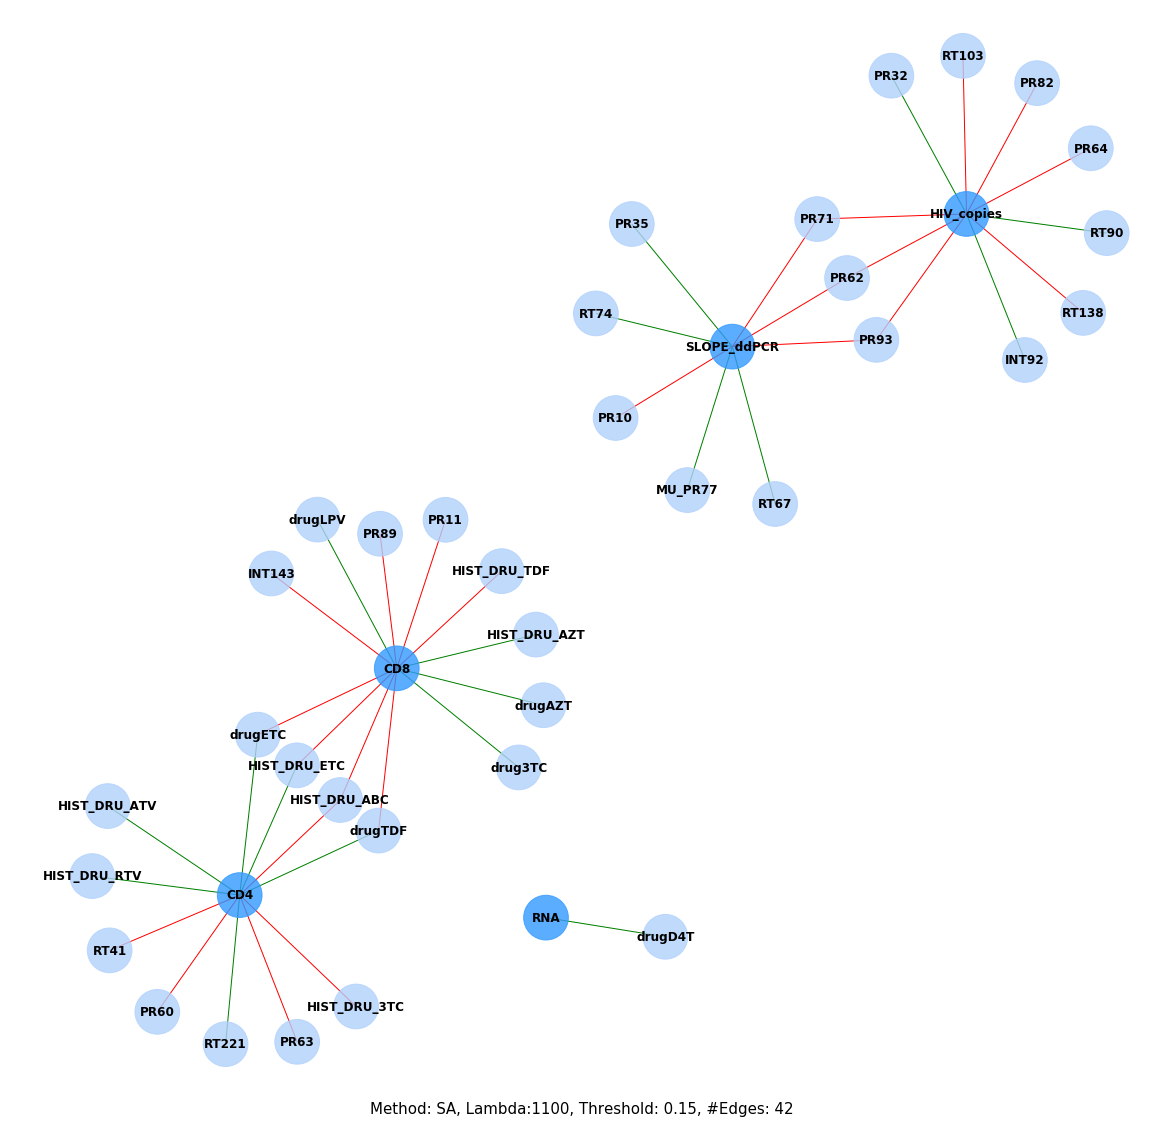 RT103
PR32
PR82
PR64
HIV_copies
PR71
PR35
RT90
PR62
RT74
RT138
PR93
SLOPE_ddPCR
INT92
PR10
MU_PR77
RT67
drugLPV
PR11
PR89
HIST_DRU_TDF
INT143
HIST_DRU_AZT
CD8
drugAZT
drugETC
HIST_DRU_ETC
drug3TC
HIST_DRU_ABC
HIST_DRU_ATV
drugTDF
HIST_DRU_RTV
CD4
RNA
drugD4T
RT41
HIST_DRU_3TC
PR60
PR63
RT221
Method: SA, Lambda:1100, Threshold: 0.15, #Edges: 42